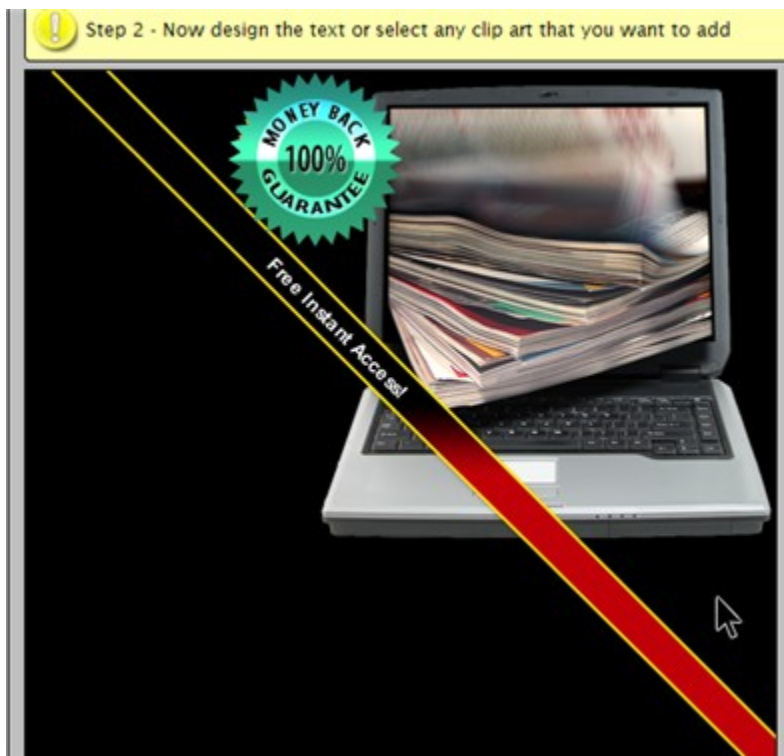 Step 2 - Now design the text or select any clip art that you want to add
MONEY BACK
100%
GUARANTEE
Free Instant Access!